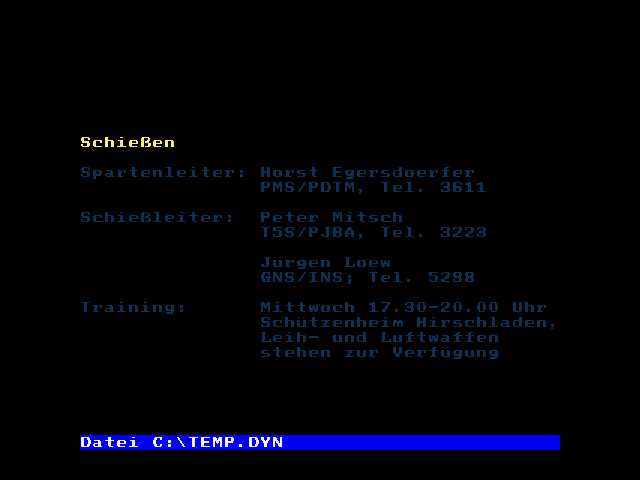 Schießen
Spartenleiter: Horst Egersdoerfer
PMS/PDTM, Tel. 3611
Schießleiter: Peter Mitsch
T5S/PJBA, Tel. 3223
Jürgen Loew
GNS/INS; Tel. 5298
Training: Mittwoch 17.30-20.00 Uhr
Schützenheim Hirschladen,
Leih- und Luftwaffen
stehen zur Verfügung
Datei C:\TEMP.DYN